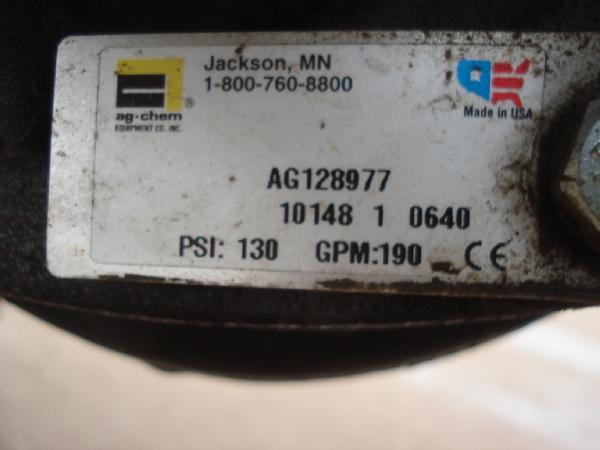 Jackson, MN
1-800-760-8800
ag-chem ®
EQUIPMENT CO., INC.
Made in USA
AG128977
10148 1 0640
PSI: 130 GPM:190 CE